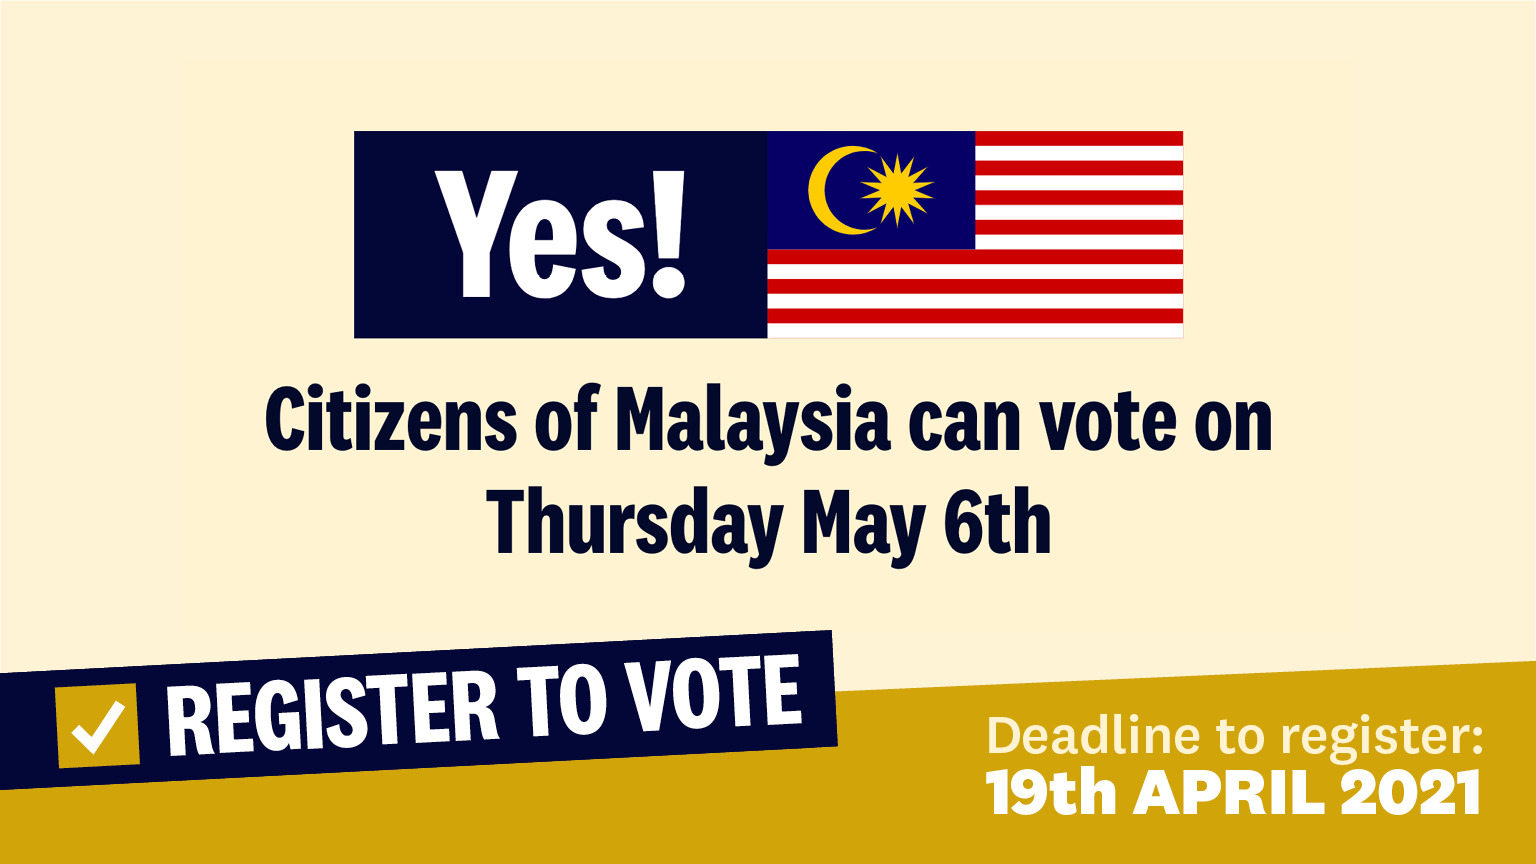 Yes!
Citizens of Malaysia can vote on
Thursday May 6th
REGISTER TO VOTE
Deadline to register:
19th APRIL 2021